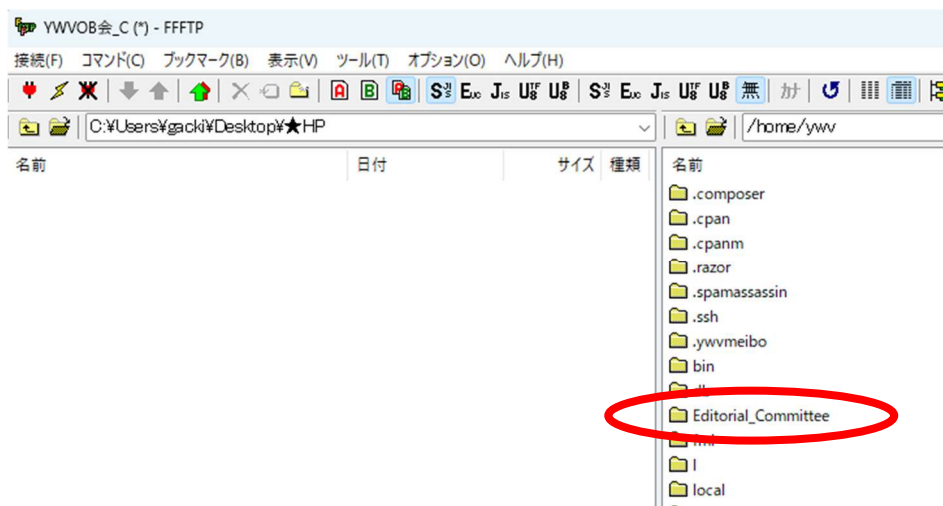 YWVOB会_C (*) - FFFTP
接続(F) コマンド(C) ブックマーク(B) 表示(V) ツール(T) オプション(O) ヘルプ(H)
C:¥Users¥gacki¥Desktop¥★HP
/home/ywv
名前 日付 サイズ 種類 名前
.composer
.cpan
.cpanm
.razor
.spamassassin
.ssh
.ywvmeibo
bin
Editorial_Committee
l
local